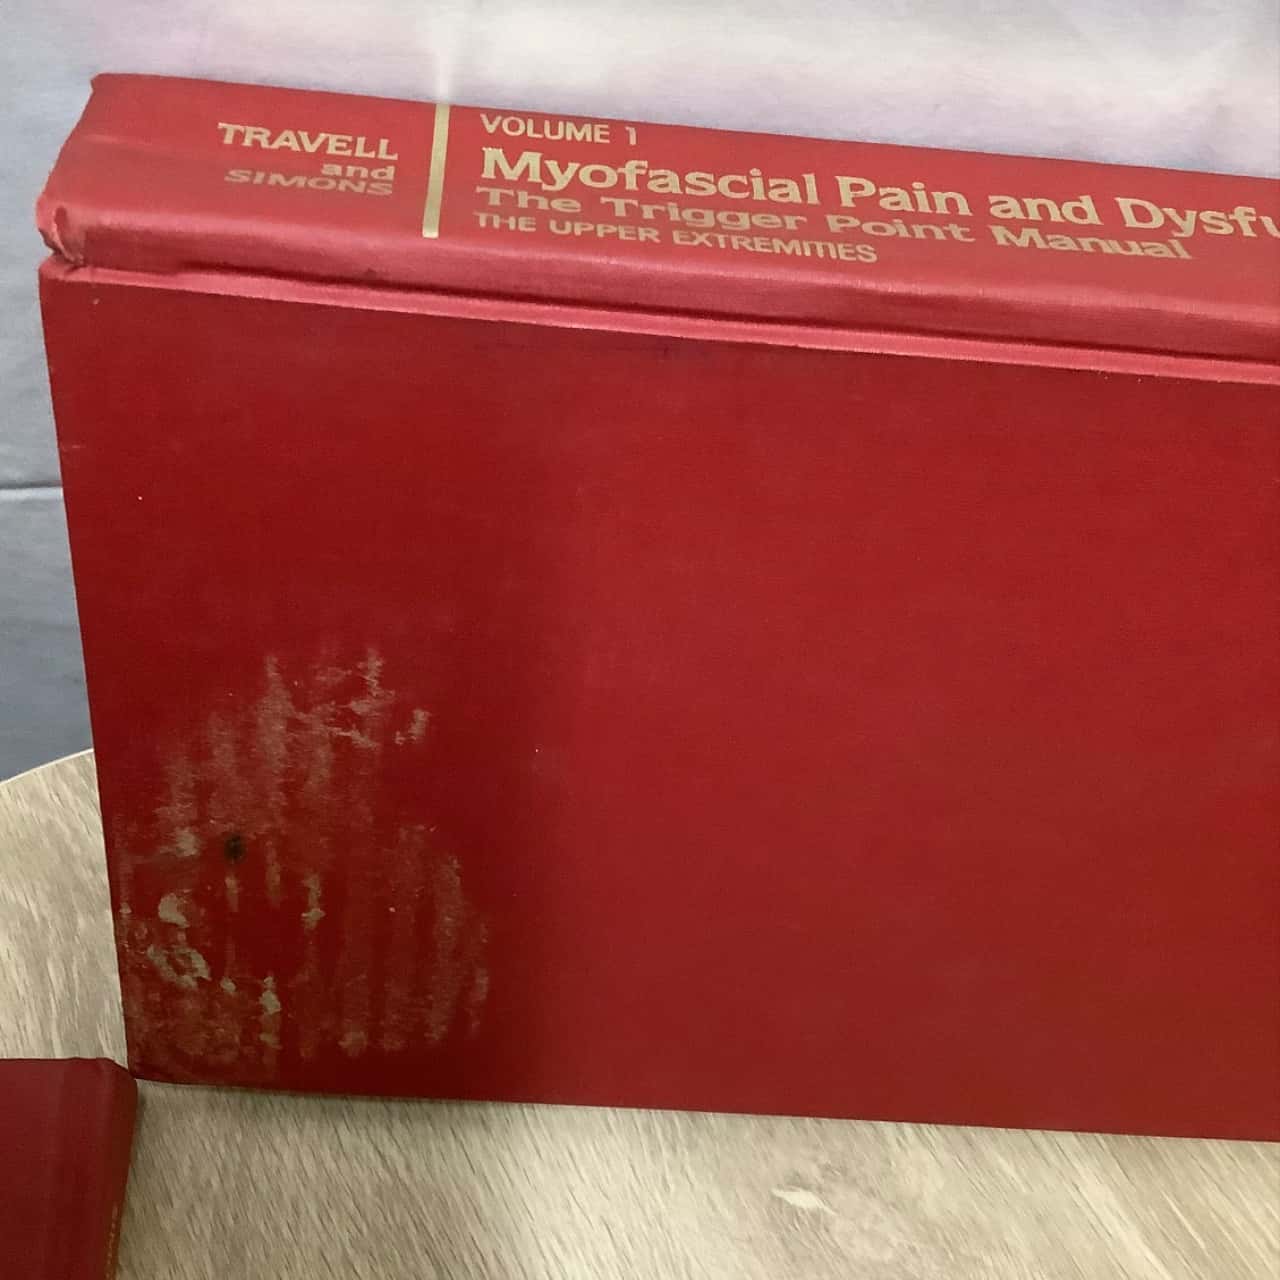 TRAVELL
and
SIMONS
VOLUME 1
Myofascial Pain and Dysfu
The Trigger Point Manual
THE UPPER EXTREMITIES